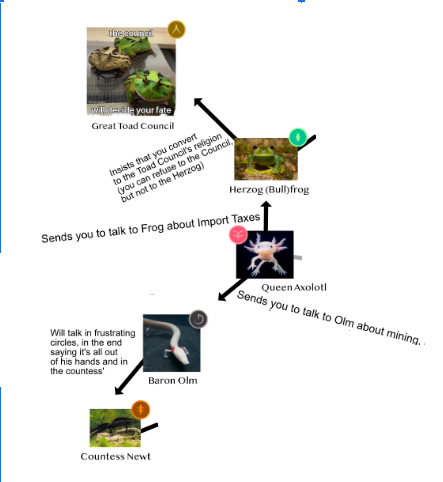 the council
will decide your fate
Great Toad Council
Insists that you convert
to the Toad Council's religion
(you can refuse to the Council,
but not to the Herzog)
Herzog (Bull)frog
Sends you to talk to Frog about Import Taxes
Queen Axolotl
Sends you to talk to Olm about mining.
Will talk in frustrating
circles, in the end
saying it's all out
of his hands and in
the countess'
Baron Olm
Countess Newt